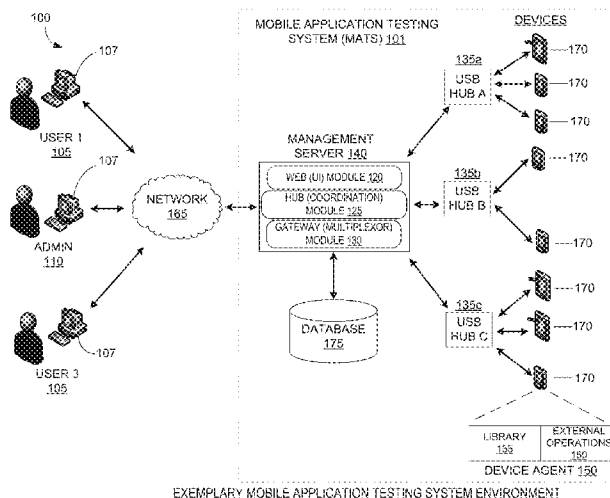 100
107
USER 1
105
107
ADMIN
110
USER 3
105
107
NETWORK
165
MOBILE APPLICATION TESTING
SYSTEM (MATS) 101
MANAGEMENT
SERVER 140
WEB (UI) MODULE 120
HUB (COORDINATION)
MODULE 125
GATEWAY (MULTIPLEXOR)
MODULE 130
DATABASE
175
135a
USB
HUB A
135b
USB
HUB B
135c
USB
HUB C
DEVICES
170
170
170
170
170
170
170
170
LIBRARY
155
EXTERNAL
OPERATIONS
160
DEVICE AGENT 150
EXEMPLARY MOBILE APPLICATION TESTING SYSTEM ENVIRONMENT